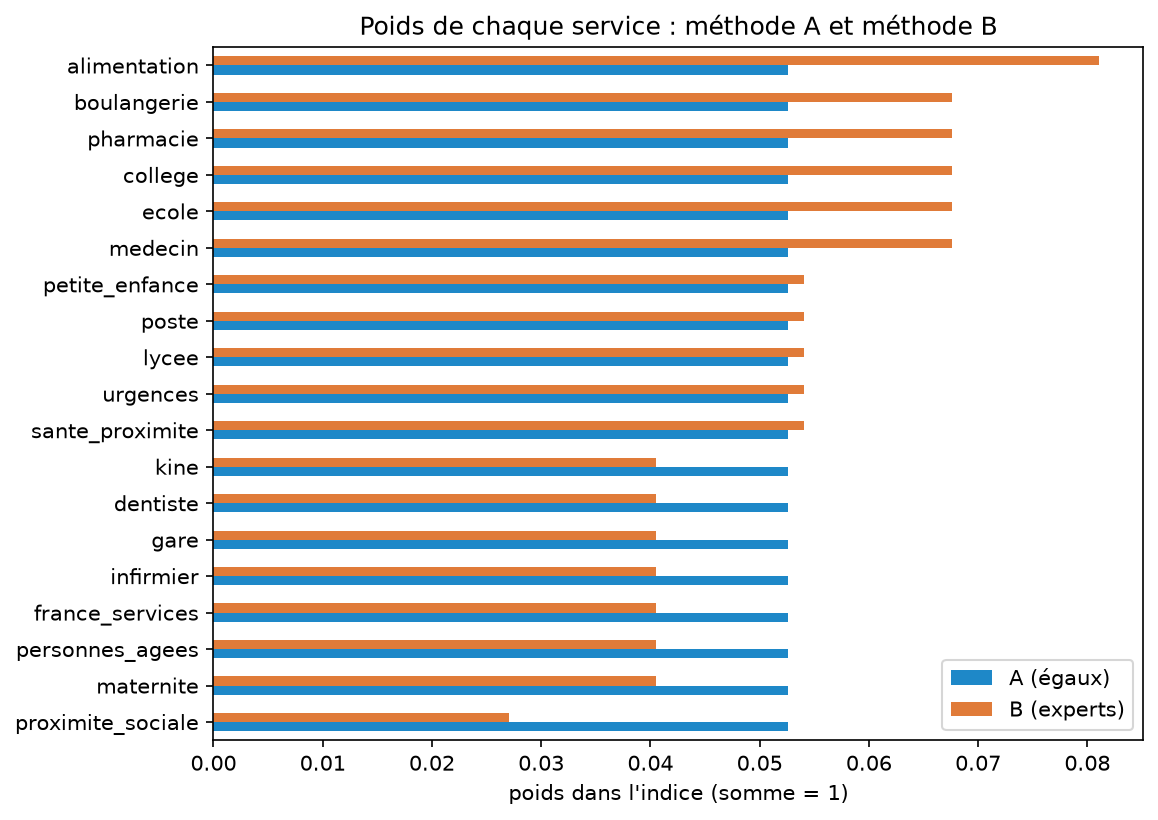 Poids de chaque service : méthode A et méthode B
alimentation
boulangerie
pharmacie
college
ecole
medecin
petite_enfance
poste
lycee
urgences
sante_proximite
kine
dentiste
gare
infirmier
france_services
personnes_agees
maternite
proximite_sociale
A (égaux)
B (experts)
0.00 0.01 0.02 0.03 0.04 0.05 0.06 0.07 0.08
poids dans l'indice (somme = 1)